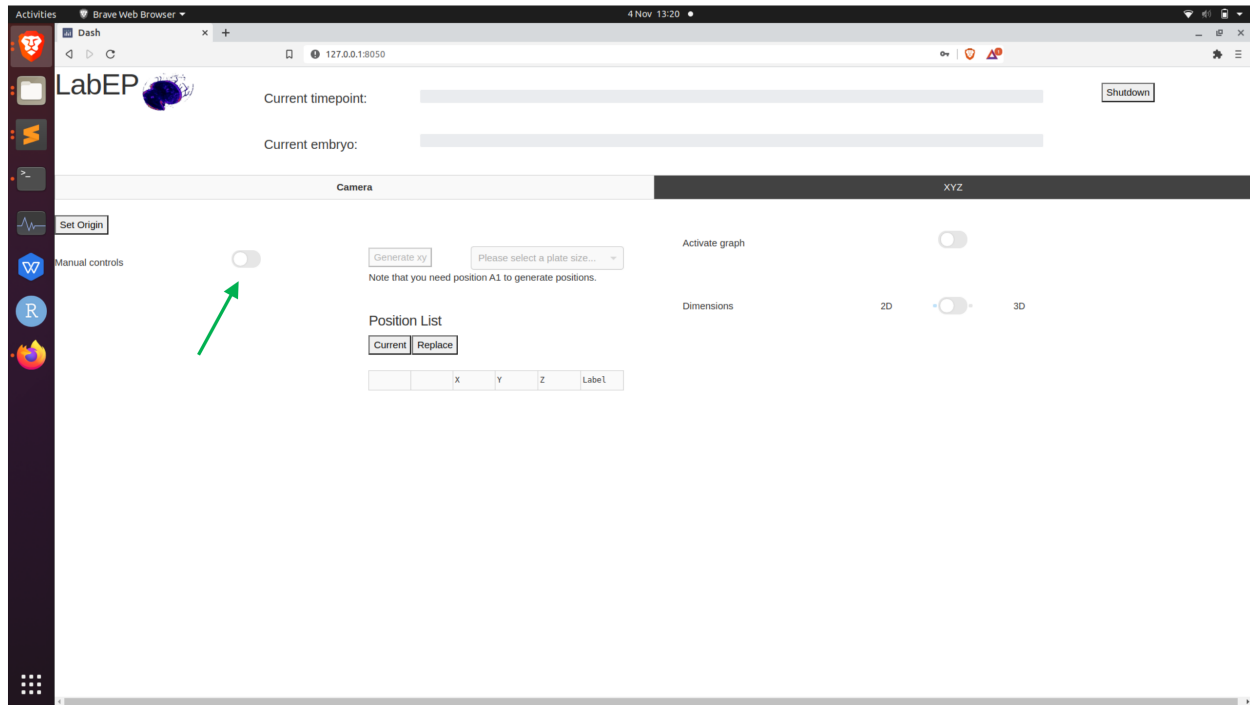 Activities Brave Web Browser 4 Nov 13:20
Dash × +
127.0.0.1:8050
LabEP
Current timepoint:
Shutdown
Current embryo:
Camera XYZ
Set Origin
Manual controls
Generate xy Please select a plate size...
Note that you need position A1 to generate positions.
Position List
Current Replace
X Y Z Label
Activate graph
Dimensions 2D 3D
W
R